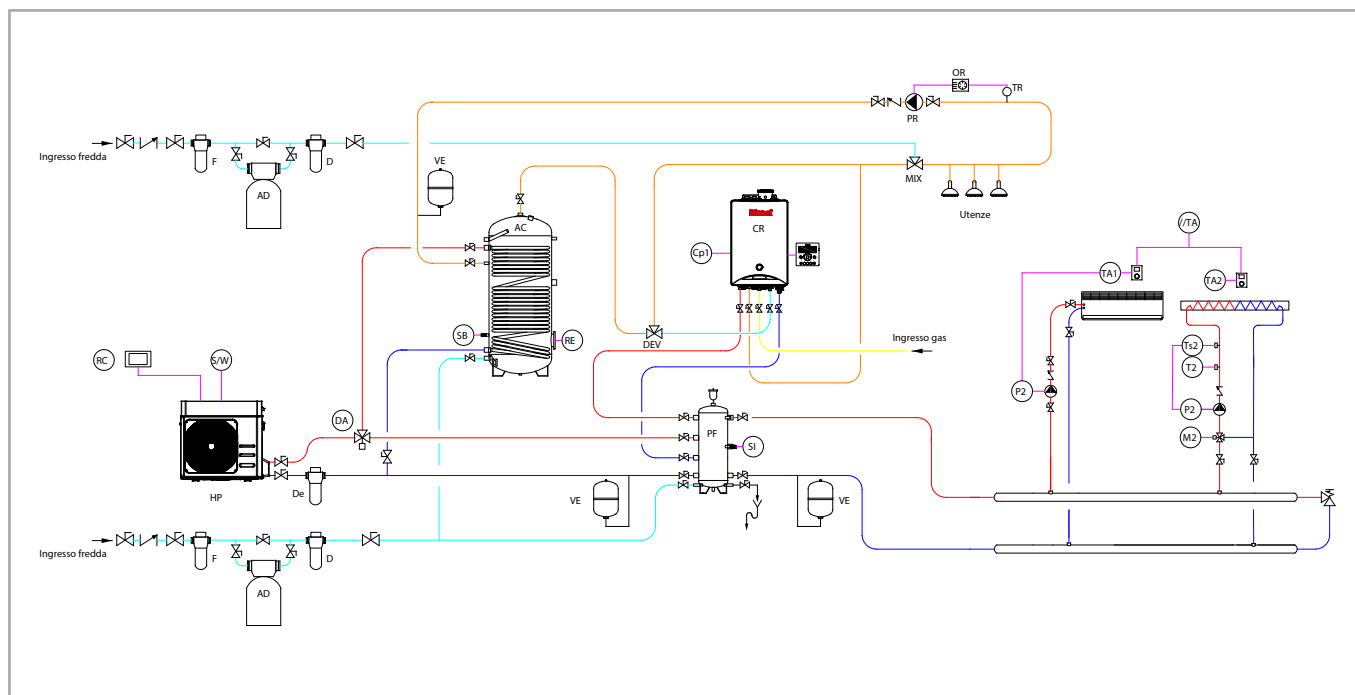 OR
TR
PR
Ingresso fredda
F
D
AD
VE
MIX
Utenze
AC
CR
Cp1
//TA
TA1
TA2
SB
RE
DEV
Ingresso gas
RC
S/W
Ts2
T2
P2
P2
M2
DA
PF
SI
HP
De
VE
VE
Ingresso fredda
F
D
AD